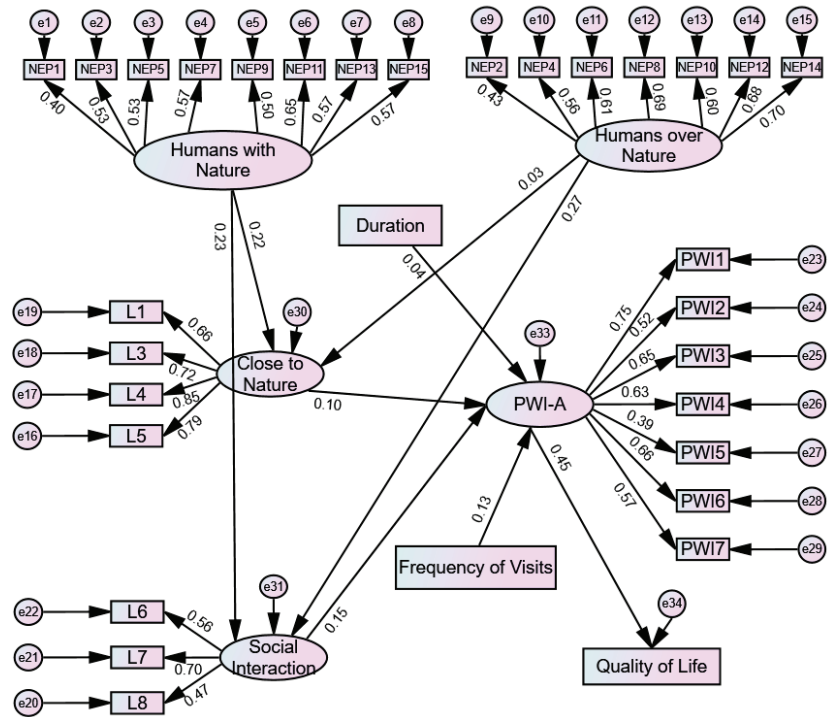 e1 e2 e3 e4 e5 e6 e7 e8
e9 e10 e11 e12 e13 e14 e15
NEP1 NEP3 NEP5 NEP7 NEP9 NEP11 NEP13 NEP15
NEP2 NEP4 NEP6 NEP8 NEP10 NEP12 NEP14
0.40 0.53 0.53 0.57 0.50 0.65 0.57 0.57
0.43 0.56 0.61 0.69 0.60 0.68 0.70
Humans with
Nature
Humans over
Nature
0.23 0.22
0.03
0.27
Duration
0.04
e19 L1
e18 L3
e17 L4
e16 L5
0.66
0.72
0.85
0.79
e30
Close to
Nature
0.10
e33
PWI-A
0.75
0.52
0.65
0.63
0.39
0.66
0.57
PWI1 e23
PWI2 e24
PWI3 e25
PWI4 e26
PWI5 e27
PWI6 e28
PWI7 e29
0.13
0.45
Frequency of Visits
e31
0.15
e22 L6
e21 L7
e20 L8
0.56
0.70
0.47
Social
Interaction
e34
Quality of Life